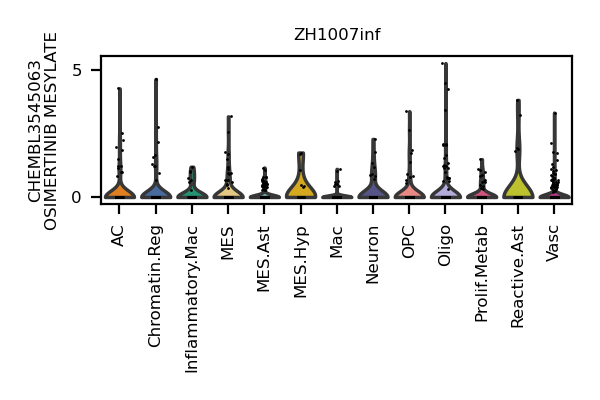 ZH1007inf
CHEMBL3545063
OSIMERTINIB MESYLATE
5
0
AC
Chromatin.Reg
Inflammatory.Mac
MES
MES.Ast
MES.Hyp
Mac
Neuron
OPC
Oligo
Prolif.Metab
Reactive.Ast
Vasc